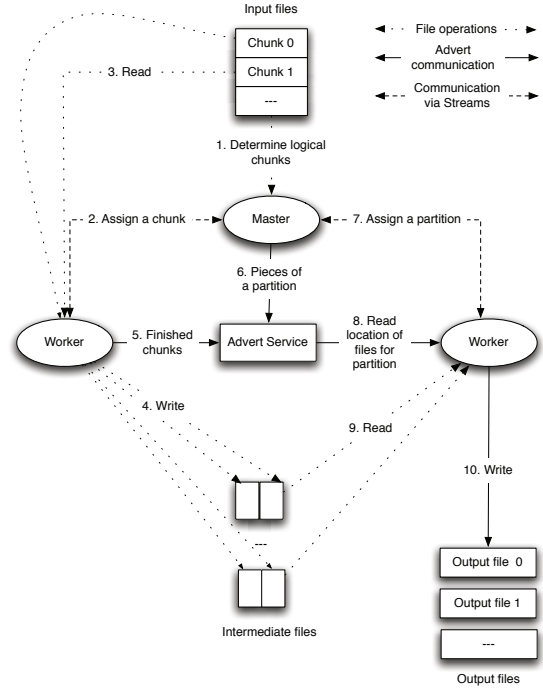 Input files
Chunk 0
Chunk 1
---
File operations
Advert
communication
Communication
via Streams
3. Read
1. Determine logical
chunks
2. Assign a chunk
Master
7. Assign a partition
6. Pieces of
a partition
Worker
5. Finished
chunks
Advert Service
8. Read
location of
files for
partition
Worker
4. Write
9. Read
10. Write
---
Intermediate files
Output file 0
Output file 1
---
Output files